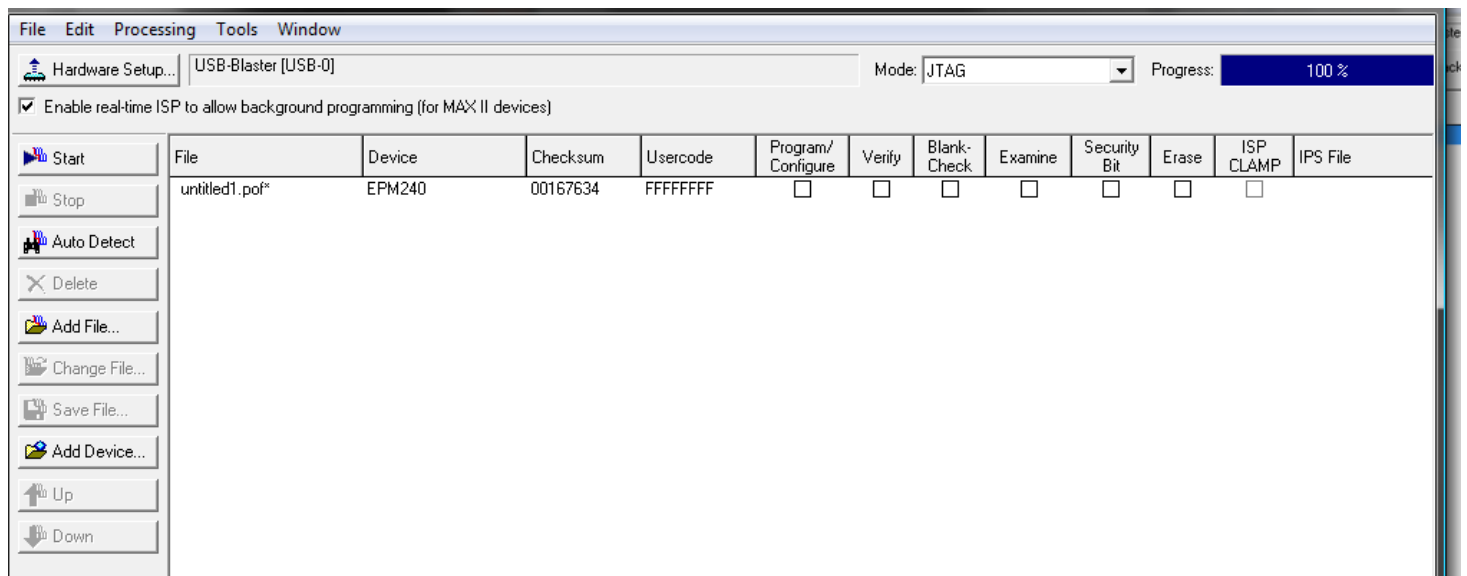 File Edit Processing Tools Window
Hardware Setup... USB-Blaster [USB-0] Mode: JTAG Progress: 100 %
Enable real-time ISP to allow background programming (for MAX II devices)
Start
Stop
Auto Detect
Delete
Add File...
Change File...
Save File...
Add Device...
Up
Down
File Device Checksum Usercode Program/ Configure Verify Blank- Check Examine Security Bit Erase ISP CLAMP IPS File
untitled1.pof* EPM240 00167634 FFFFFFFF